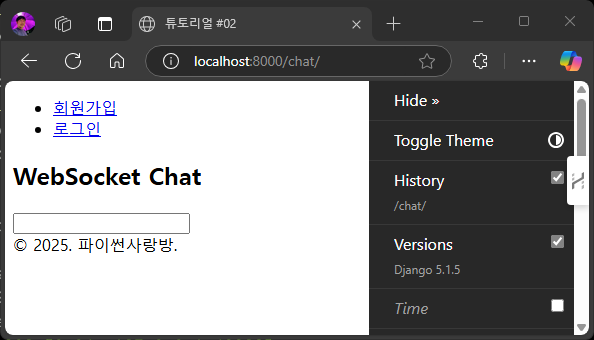 튜토리얼 #02
localhost:8000/chat/
회원가입
로그인
WebSocket Chat
© 2025. 파이썬사랑방.
Hide »
Toggle Theme
History
/chat/
Versions
Django 5.1.5
Time